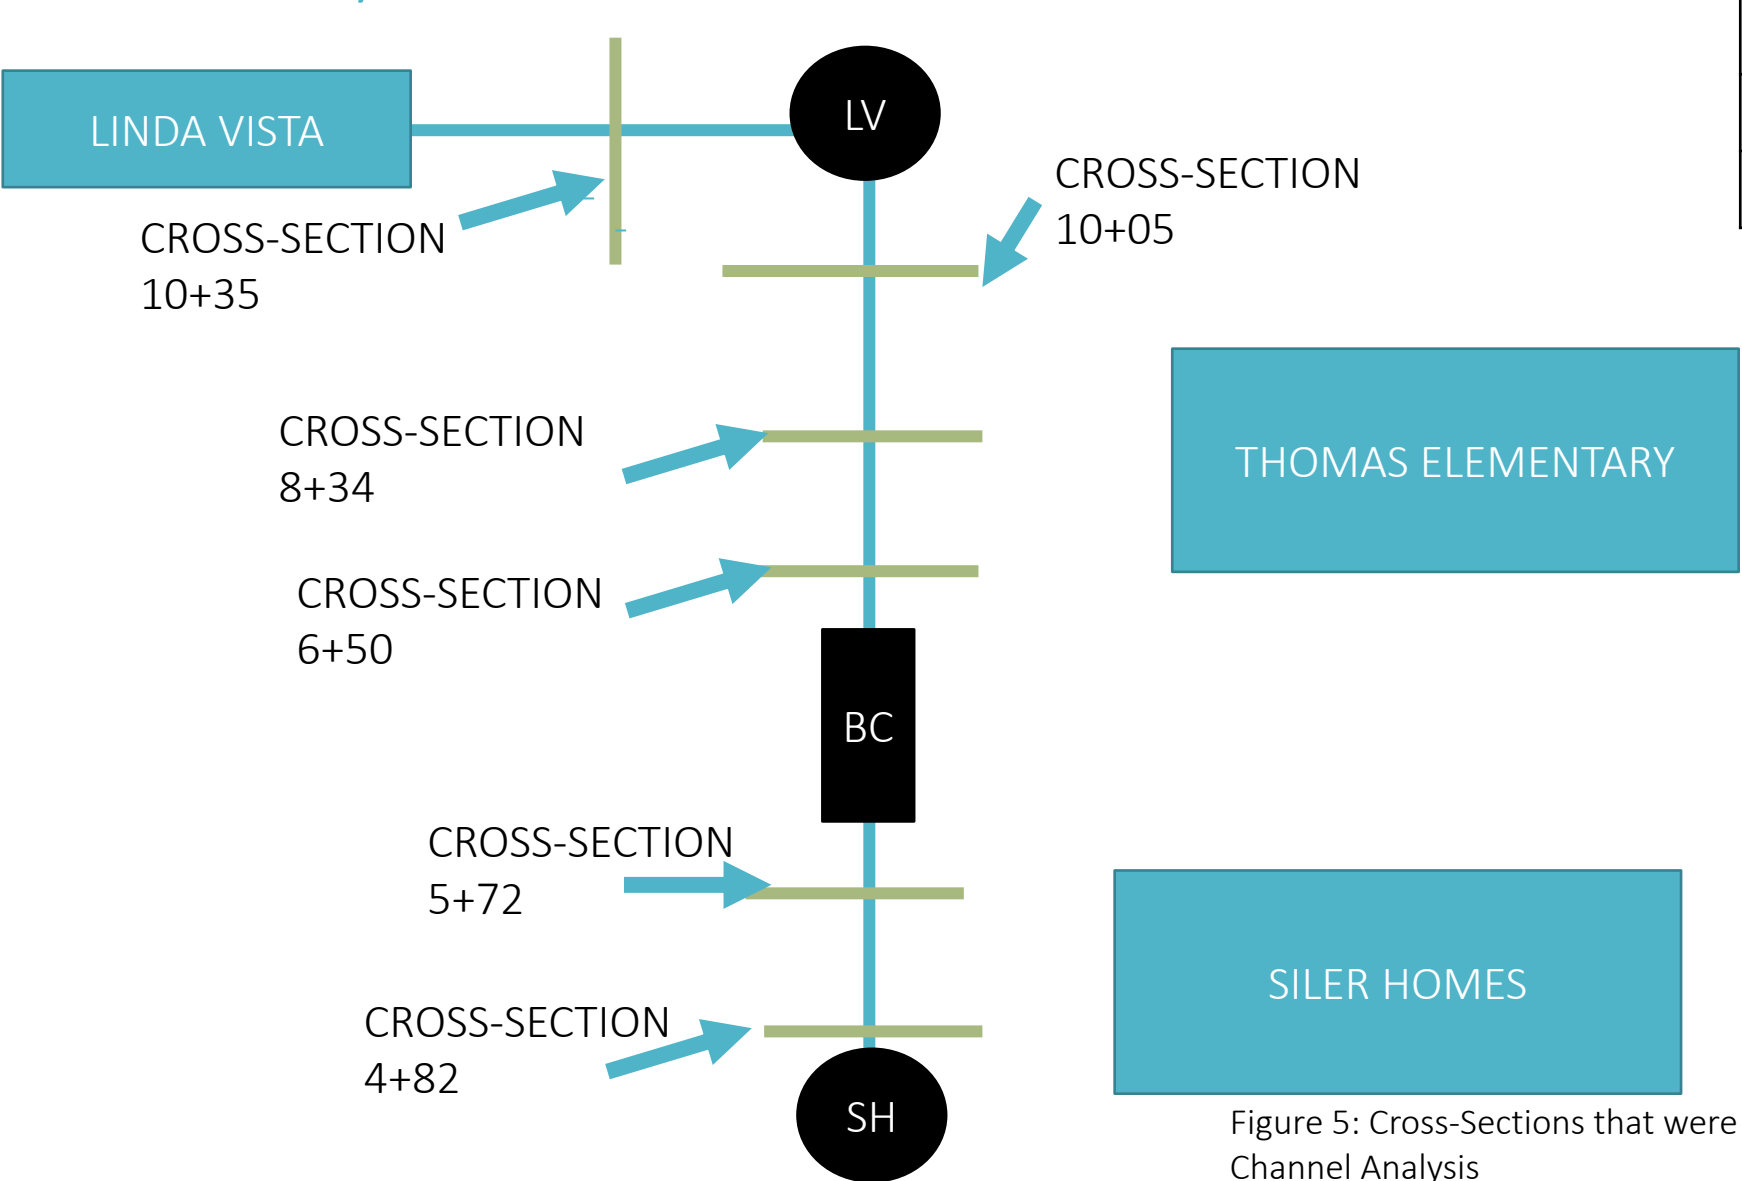 LINDA VISTA
LV
CROSS-SECTION
10+05
CROSS-SECTION
10+35
CROSS-SECTION
8+34
THOMAS ELEMENTARY
CROSS-SECTION
6+50
BC
CROSS-SECTION
5+72
SILER HOMES
CROSS-SECTION
4+82
SH
Figure 5: Cross-Sections that were
Channel Analysis